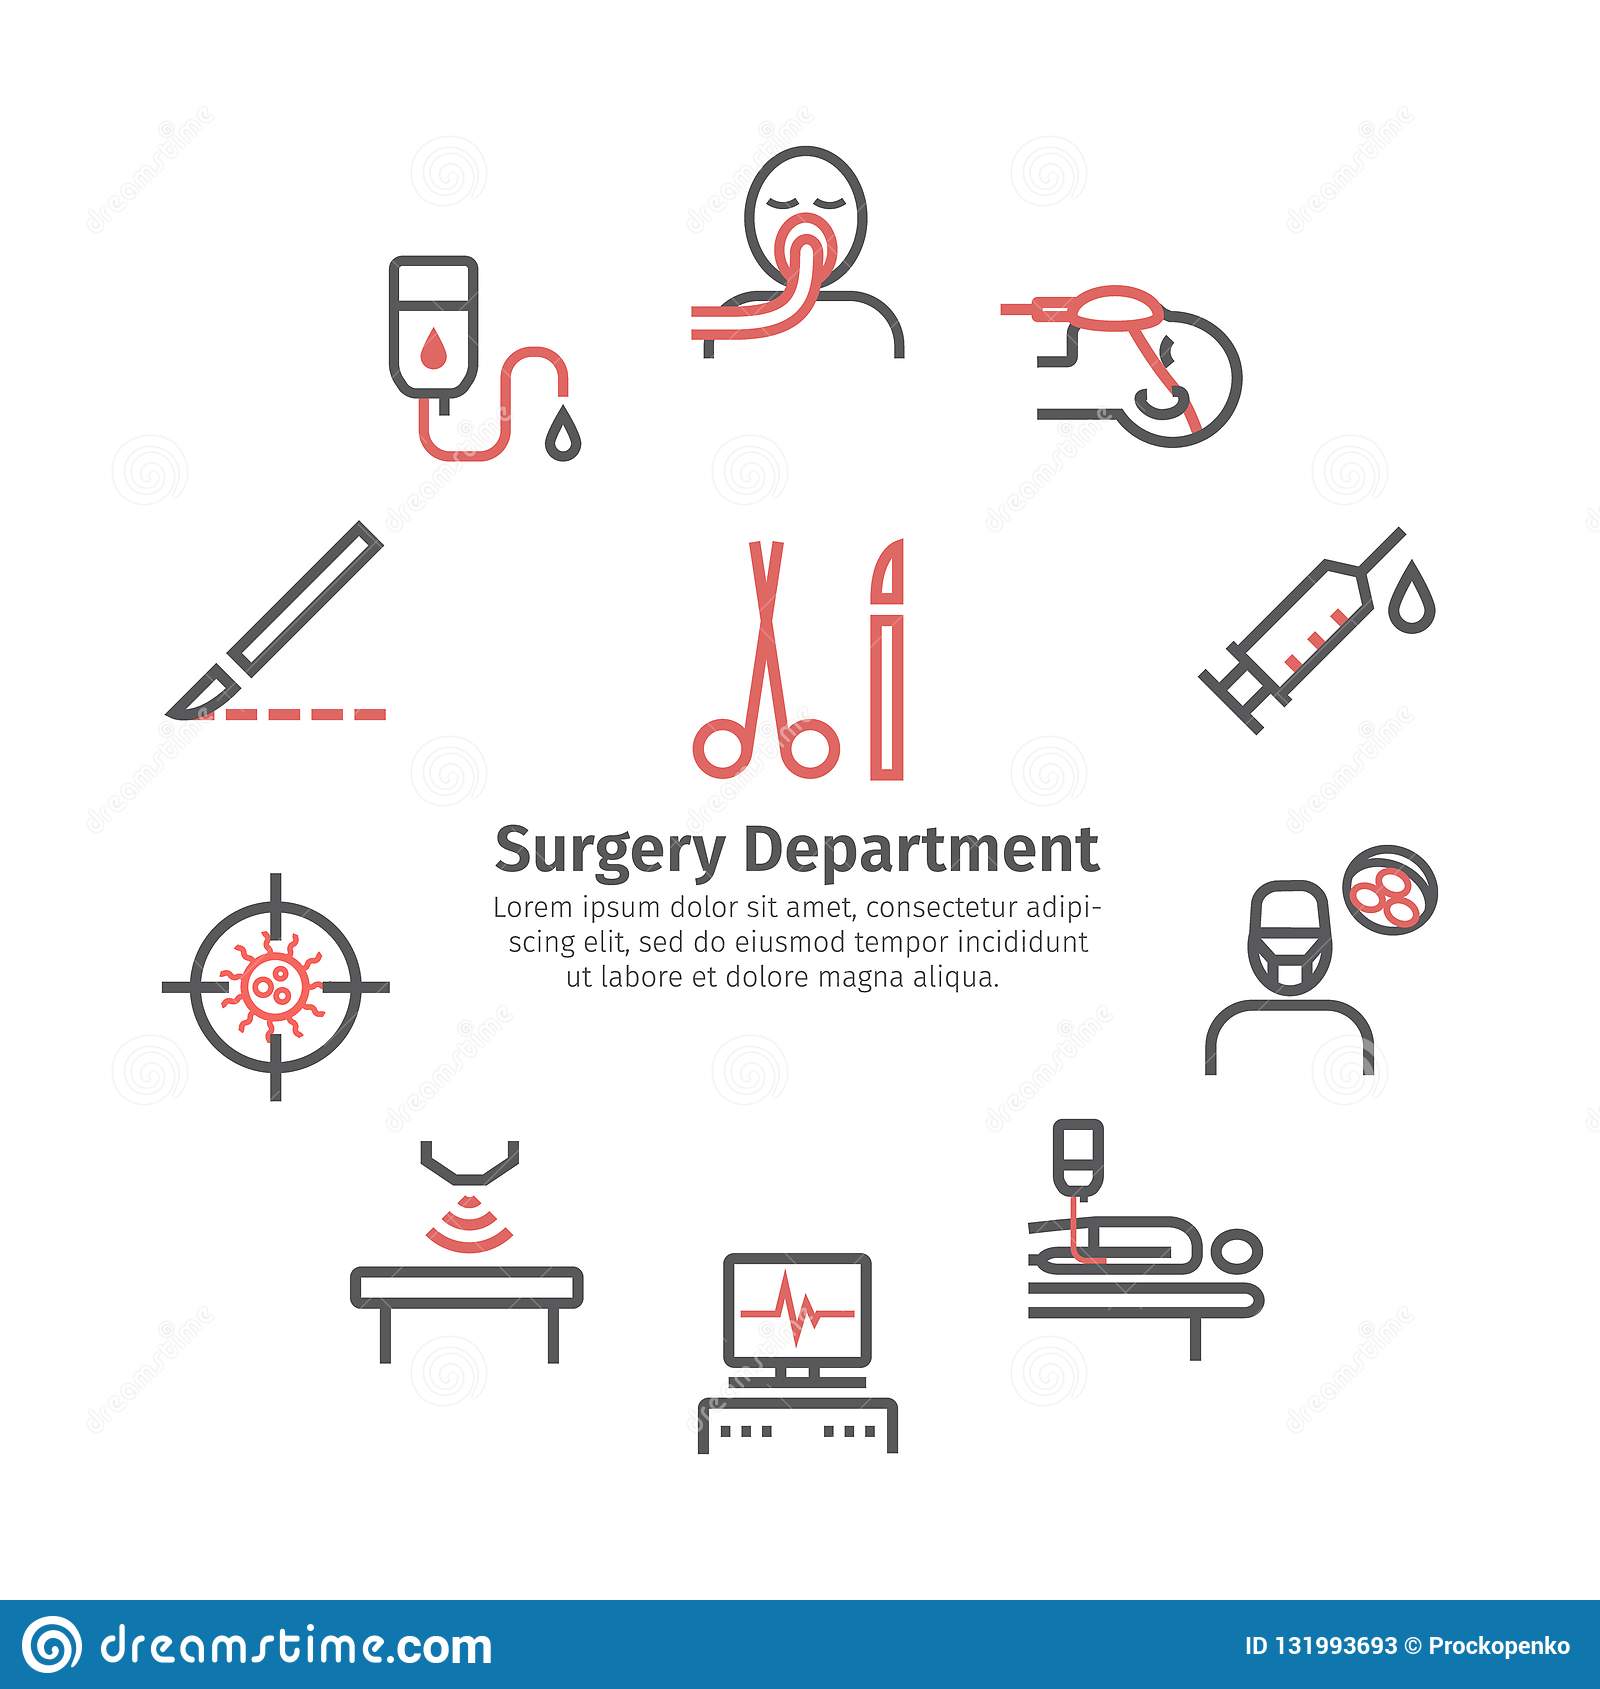 Surgery Department
Lorem ipsum dolor sit amet, consectetur adipi-
scing elit, sed do eiusmod tempor incididunt
ut labore et dolore magna aliqua.
dreamstime.com
ID 131993693 © Prockopenko